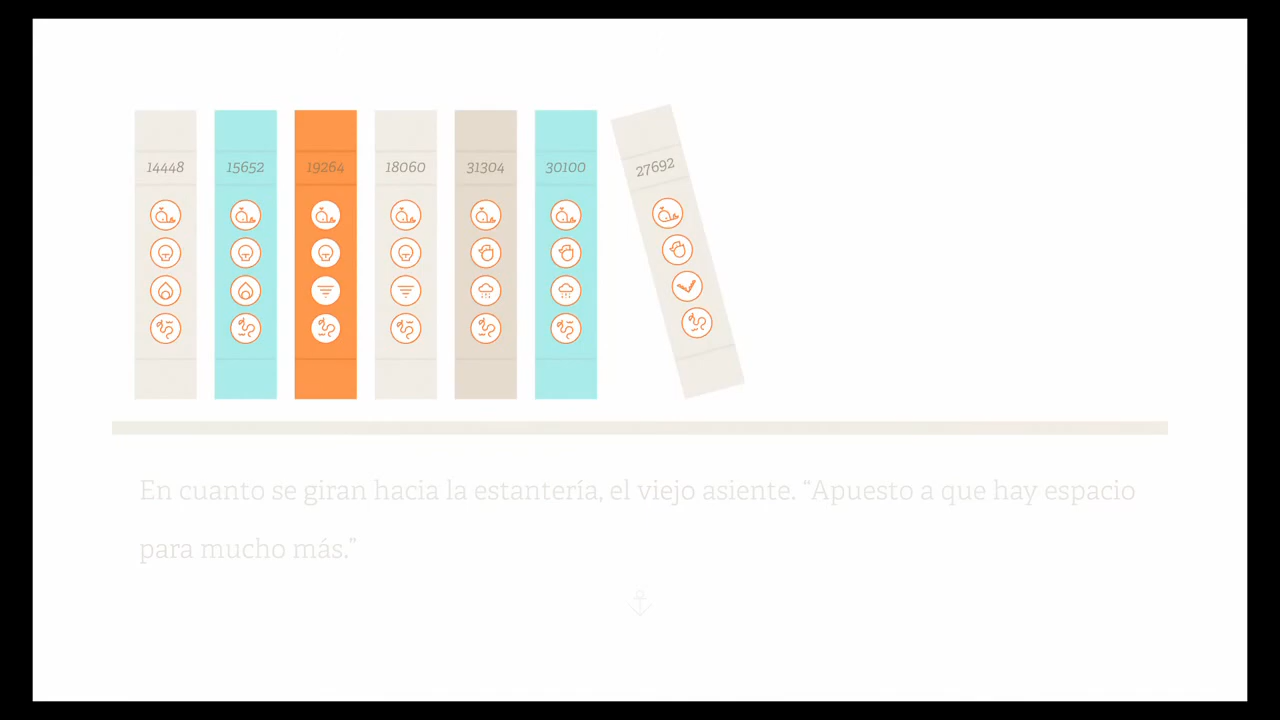 14448 15652 19264 18060 31304 30100 27692
En cuanto se giran hacia la estantería, el viejo asiente. “Apuesto a que hay espacio
para mucho más.”